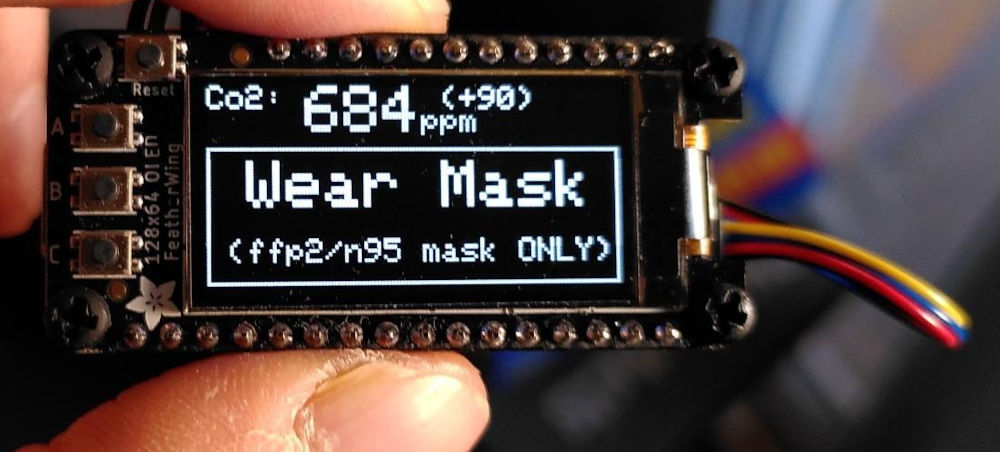 Reset
A
B
C
128x64 OLED
FeatherWing
Co2: 684 ppm (+90)
Wear Mask
(ffp2/n95 mask ONLY)